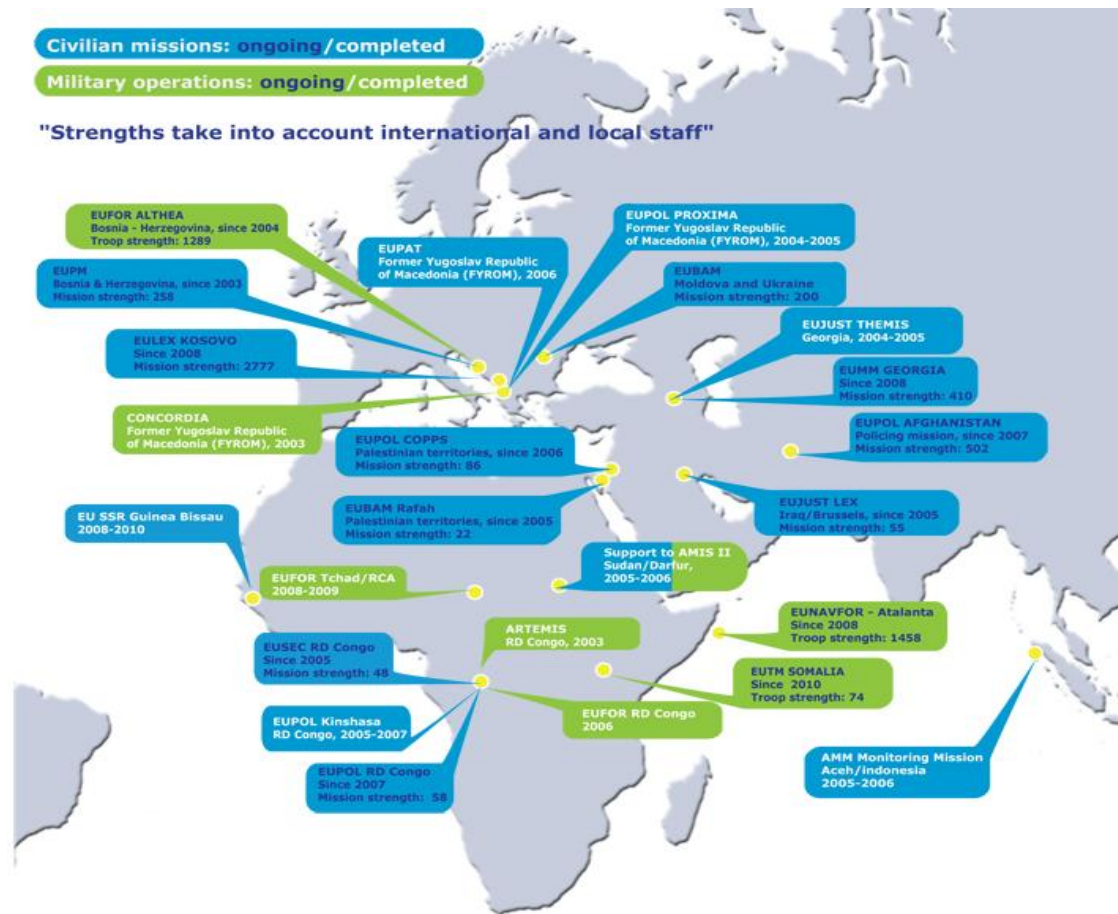 Civilian missions: ongoing/completed
Military operations: ongoing/completed
"Strengths take into account international and local staff"
EUFOR ALTHEA
Bosnia - Herzegovina, since 2004
Troop strength: 1289
EUPM
Bosnia & Herzegovina, since 2003
Mission strength: 258
EULEX KOSOVO
Since 2008
Mission strength: 2777
CONCORDIA
Former Yugoslav Republic
of Macedonia (FYROM), 2003
EUPAT
Former Yugoslav Republic
of Macedonia (FYROM), 2006
EUPOL PROXIMA
Former Yugoslav Republic
of Macedonia (FYROM), 2004-2005
EUBAM
Moldova and Ukraine
Mission strength: 200
EUJUST THEMIS
Georgia, 2004-2005
EUMM GEORGIA
Since 2008
Mission strength: 410
EUPOL AFGHANISTAN
Policing mission, since 2007
Mission strength: 502
EUPOL COPPS
Palestinian territories, since 2006
Mission strength: 86
EUBAM Rafah
Palestinian territories, since 2005
Mission strength: 22
EUJUST LEX
Iraq/Brussels, since 2005
Mission strength: 55
EU SSR Guinea Bissau
2008-2010
EUFOR Tchad/RCA
2008-2009
Support to AMIS II
Sudan/Darfur,
2005-2006
EUNAVFOR - Atalanta
Since 2008
Troop strength: 1458
ARTEMIS
RD Congo, 2003
EUSEC RD Congo
Since 2005
Mission strength: 48
EUTM SOMALIA
Since 2010
Troop strength: 74
EUFOR RD Congo
2006
EUPOL Kinshasa
RD Congo, 2005-2007
EUPOL RD Congo
Since 2007
Mission strength: 58
AMM Monitoring Mission
Aceh/indonesia
2005-2006